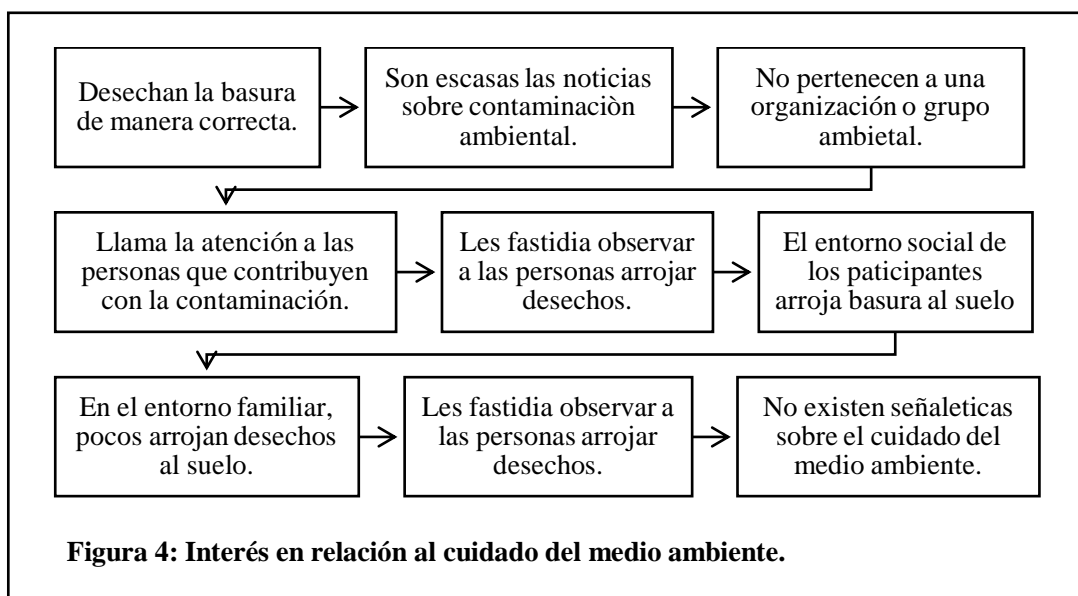 Desechan la basura
de manera correcta.
Son escasas las noticias
sobre contaminaciòn
ambiental.
No pertenecen a una
organización o grupo
ambietal.
Llama la atención a las
personas que contribuyen
con la contaminación.
Les fastidia observar
a las personas arrojar
desechos.
El entorno social de
los paticipantes
arroja basura al suelo
En el entorno familiar,
pocos arrojan desechos
al suelo.
Les fastidia observar a
las personas arrojar
desechos.
No existen señaleticas
sobre el cuidado del
medio ambiente.
Figura 4: Interés en relación al cuidado del medio ambiente.